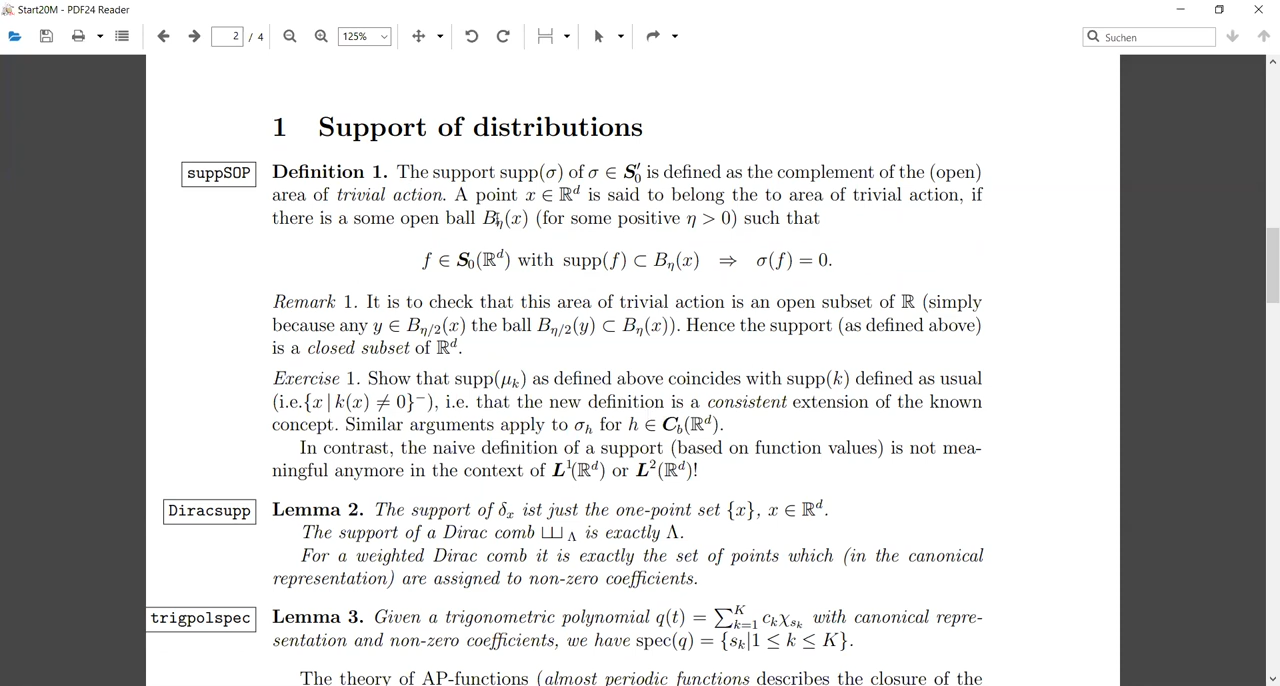 Start20M - PDF24 Reader
2 / 4 125% Suchen
1 Support of distributions
suppSOP Definition 1. The support supp(σ) of σ ∈ S′₀ is defined as the complement of the (open)
area of trivial action. A point x ∈ ℝᵈ is said to belong the to area of trivial action, if
there is a some open ball Bη(x) (for some positive η > 0) such that
f ∈ S₀(ℝᵈ) with supp(f) ⊂ Bη(x) ⇒ σ(f) = 0.
Remark 1. It is to check that this area of trivial action is an open subset of ℝ (simply
because any y ∈ Bη/2(x) the ball Bη/2(y) ⊂ Bη(x)). Hence the support (as defined above)
is a closed subset of ℝᵈ.
Exercise 1. Show that supp(μₖ) as defined above coincides with supp(k) defined as usual
(i.e.{x | k(x) ≠ 0}⁻), i.e. that the new definition is a consistent extension of the known
concept. Similar arguments apply to σₕ for h ∈ C_b(ℝᵈ).
In contrast, the naive definition of a support (based on function values) is not mea-
ningful anymore in the context of L¹(ℝᵈ) or L²(ℝᵈ)!
Diracsupp Lemma 2. The support of δₓ ist just the one-point set {x}, x ∈ ℝᵈ.
The support of a Dirac comb ⊔⊔_Λ is exactly Λ.
For a weighted Dirac comb it is exactly the set of points which (in the canonical
representation) are assigned to non-zero coefficients.
trigpolspec Lemma 3. Given a trigonometric polynomial q(t) = ∑_{k=1}^{K} c_k χ_{s_k} with canonical repre-
sentation and non-zero coefficients, we have spec(q) = {s_k|1 ≤ k ≤ K}.
The theory of AP-functions (almost periodic functions describes the closure of the